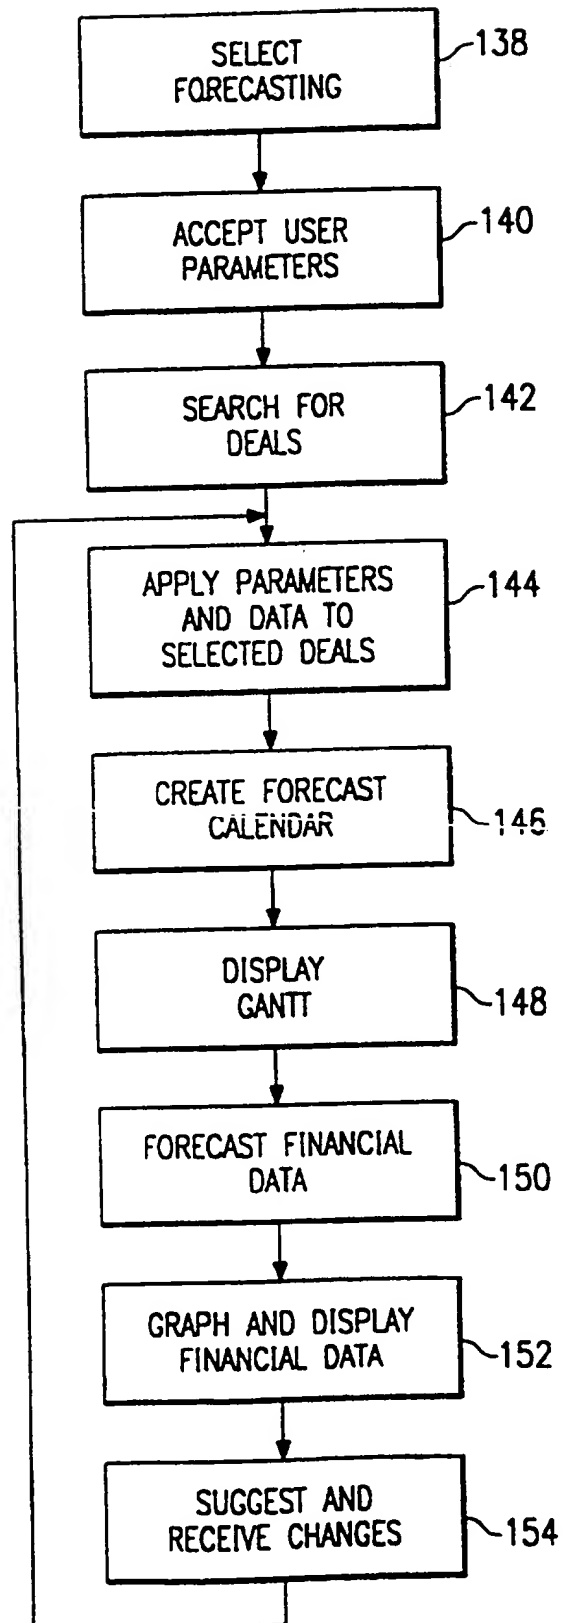 SELECT
FORECASTING
138
ACCEPT USER
PARAMETERS
140
SEARCH FOR
DEALS
142
APPLY PARAMETERS
AND DATA TO
SELECTED DEALS
144
CREATE FORECAST
CALENDAR
146
DISPLAY
GANTT
148
FORECAST FINANCIAL
DATA
150
GRAPH AND DISPLAY
FINANCIAL DATA
152
SUGGEST AND
RECEIVE CHANGES
154